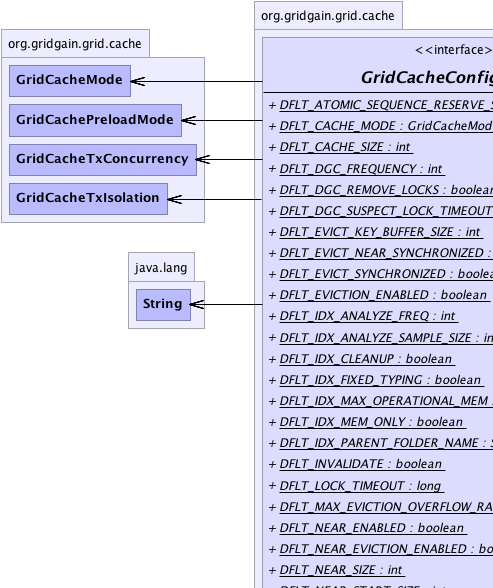 org.gridgain.grid.cache
GridCacheMode
GridCachePreloadMode
GridCacheTxConcurrency
GridCacheTxIsolation
java.lang
String
org.gridgain.grid.cache
<<interface>
GridCacheConfig
+ DFLT_ATOMIC_SEQUENCE_RESERVE_S
+ DFLT_CACHE_MODE : GridCacheMod
+ DFLT_CACHE_SIZE : int
+ DFLT_DGC_FREQUENCY : int
+ DFLT_DGC_REMOVE_LOCKS : boolean
+ DFLT_DGC_SUSPECT_LOCK_TIMEOUT
+ DFLT_EVICT_KEY_BUFFER_SIZE : int
+ DFLT_EVICT_NEAR_SYNCHRONIZED :
+ DFLT_EVICT_SYNCHRONIZED : boolea
+ DFLT_EVICTION_ENABLED : boolean
+ DFLT_IDX_ANALYZE_FREQ : int
+ DFLT_IDX_ANALYZE_SAMPLE_SIZE : in
+ DFLT_IDX_CLEANUP : boolean
+ DFLT_IDX_FIXED_TYPING : boolean
+ DFLT_IDX_MAX_OPERATIONAL_MEM :
+ DFLT_IDX_MEM_ONLY : boolean
+ DFLT_IDX_PARENT_FOLDER_NAME : S
+ DFLT_INVALIDATE : boolean
+ DFLT_LOCK_TIMEOUT : long
+ DFLT_MAX_EVICTION_OVERFLOW_RA
+ DFLT_NEAR_ENABLED : boolean
+ DFLT_NEAR_EVICTION_ENABLED : bo
+ DFLT_NEAR_SIZE : int